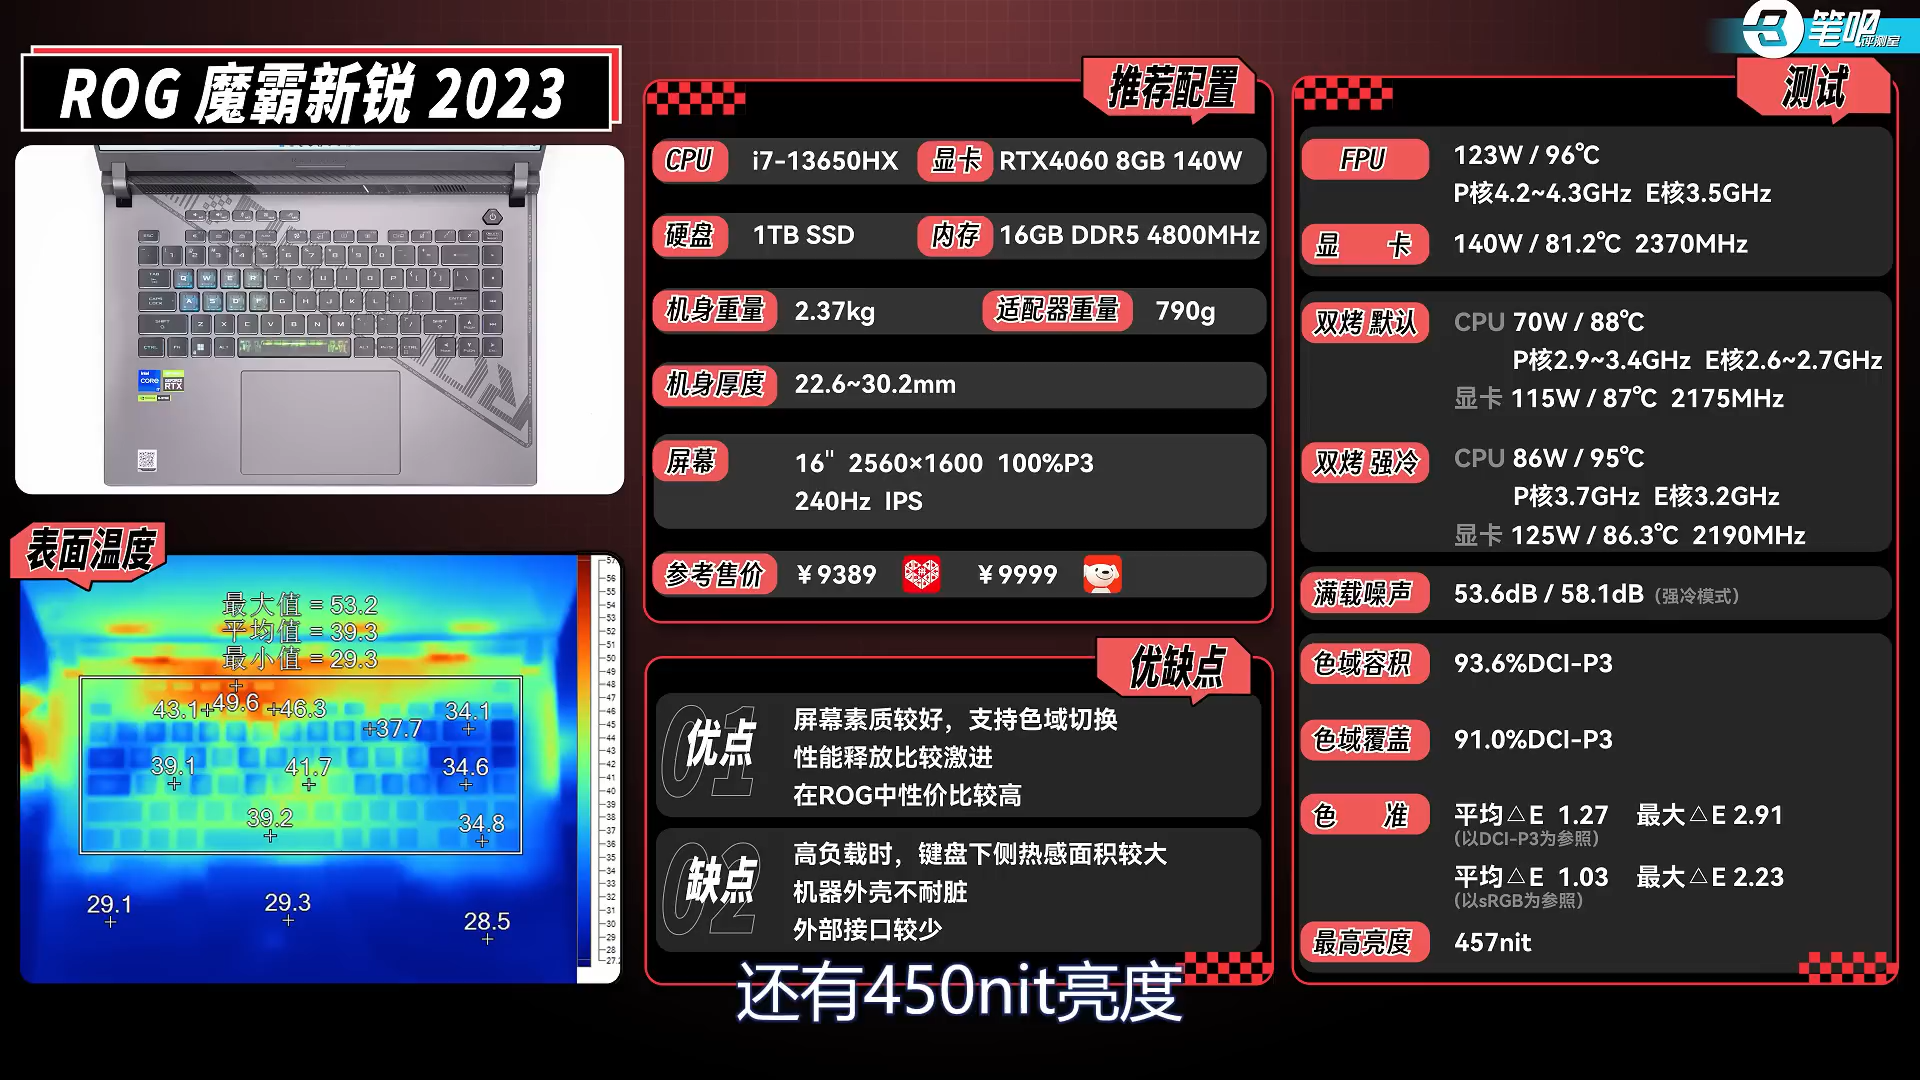 笔吧
评测室
ROG 魔霸新锐 2023
表面温度
最大值 = 53.2
平均值 = 39.3
最小值 = 29.3
43.1 49.6 46.3 34.1
37.7
39.1 41.7 34.6
39.2 34.8
29.1 29.3 28.5
推荐配置
CPU i7-13650HX 显卡 RTX4060 8GB 140W
硬盘 1TB SSD 内存 16GB DDR5 4800MHz
机身重量 2.37kg 适配器重量 790g
机身厚度 22.6~30.2mm
屏幕 16" 2560×1600 100%P3
240Hz IPS
参考售价 ¥9389 ¥9999
优缺点
01 优点
屏幕素质较好，支持色域切换
性能释放比较激进
在ROG中性价比较高
02 缺点
高负载时，键盘下侧热感面积较大
机器外壳不耐脏
外部接口较少
测试
FPU 123W / 96℃
P核4.2~4.3GHz E核3.5GHz
显卡 140W / 81.2℃ 2370MHz
双烤 默认 CPU 70W / 88℃
P核2.9~3.4GHz E核2.6~2.7GHz
显卡 115W / 87℃ 2175MHz
双烤 强冷 CPU 86W / 95℃
P核3.7GHz E核3.2GHz
显卡 125W / 86.3℃ 2190MHz
满载噪声 53.6dB / 58.1dB (强冷模式)
色域容积 93.6%DCI-P3
色域覆盖 91.0%DCI-P3
色准 平均△E 1.27 最大△E 2.91
(以DCI-P3为参照)
平均△E 1.03 最大△E 2.23
(以sRGB为参照)
最高亮度 457nit
还有450nit亮度